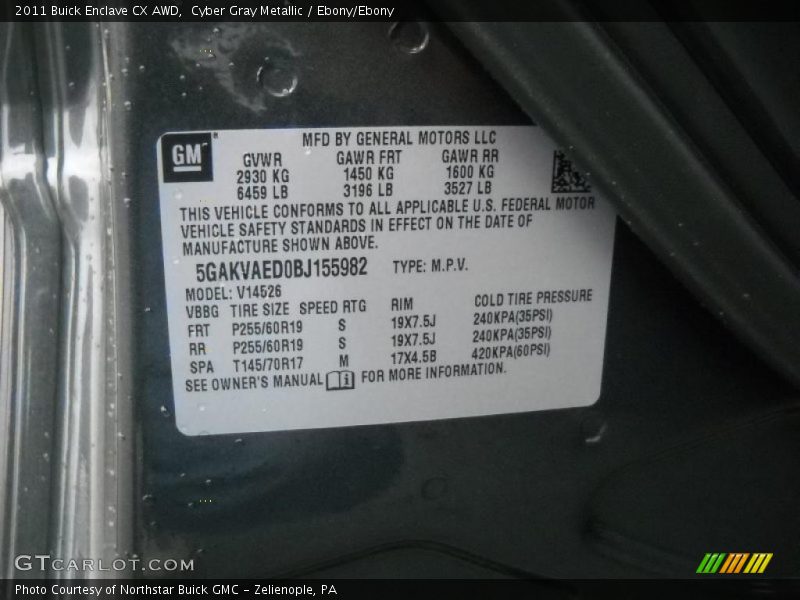 2011 Buick Enclave CX AWD,  Cyber Gray Metallic / Ebony/Ebony
GM
MFD BY GENERAL MOTORS LLC
GVWR GAWR FRT GAWR RR
2930 KG 1450 KG 1600 KG
6459 LB 3196 LB 3527 LB
THIS VEHICLE CONFORMS TO ALL APPLICABLE U.S. FEDERAL MOTOR
VEHICLE SAFETY STANDARDS IN EFFECT ON THE DATE OF
MANUFACTURE SHOWN ABOVE.
5GAKVAED0BJ155982 TYPE: M.P.V.
MODEL: V14526
VBBG TIRE SIZE SPEED RTG RIM COLD TIRE PRESSURE
FRT P255/60R19 S 19X7.5J 240KPA(35PSI)
RR P255/60R19 S 19X7.5J 240KPA(35PSI)
SPA T145/70R17 M 17X4.5B 420KPA(60PSI)
SEE OWNER'S MANUAL FOR MORE INFORMATION.
GTCARLOT.COM
Photo Courtesy of Northstar Buick GMC - Zelienople, PA